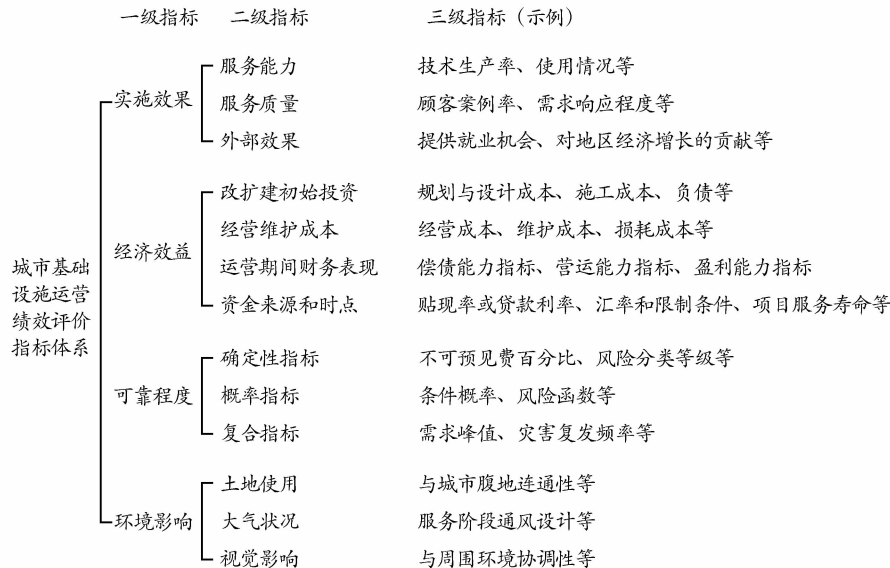 一级指标 二级指标 三级指标（示例）
服务能力 技术生产率、使用情况等
实施效果 服务质量 顾客案例率、需求响应程度等
外部效果 提供就业机会、对地区经济增长的贡献等
改扩建初始投资 规划与设计成本、施工成本、负债等
经济效益 经营维护成本 经营成本、维护成本、损耗成本等
运营期间财务表现 偿债能力指标、营运能力指标、盈利能力指标
资金来源和时点 贴现率或贷款利率、汇率和限制条件、项目服务寿命等
城市基础
设施运营
绩效评价
指标体系
确定性指标 不可预见费百分比、风险分类等级等
可靠程度 概率指标 条件概率、风险函数等
复合指标 需求峰值、灾害复发频率等
土地使用 与城市腹地连通性等
环境影响 大气状况 服务阶段通风设计等
视觉影响 与周围环境协调性等